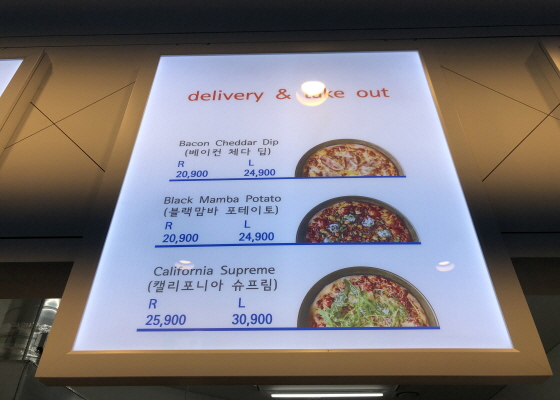 delivery & take out
Bacon Cheddar Dip
(베이컨 체다 딥)
R L
20,900 24,900
Black Mamba Potato
(블랙맘바 포테이토)
R L
20,900 24,900
California Supreme
(캘리포니아 슈프림)
R L
25,900 30,900